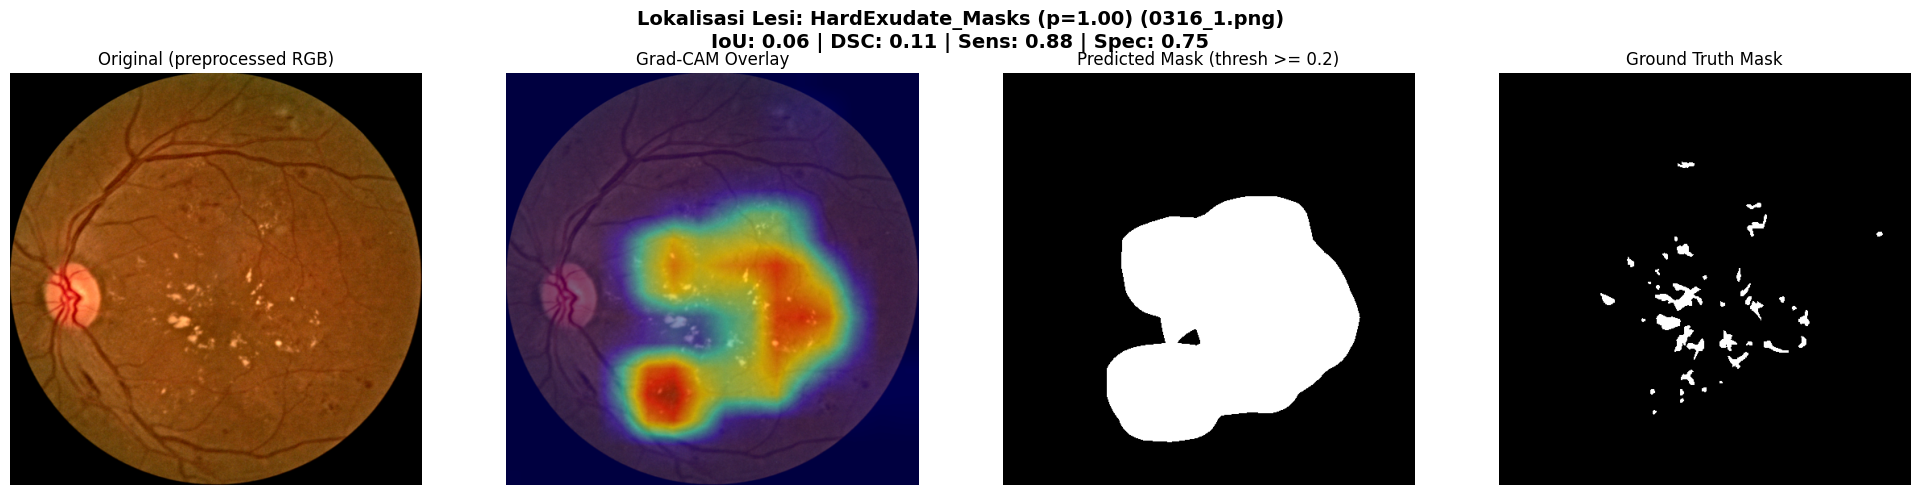 Lokalisasi Lesi: HardExudate_Masks (p=1.00) (0316_1.png)
IoU: 0.06 | DSC: 0.11 | Sens: 0.88 | Spec: 0.75
Original (preprocessed RGB)
Grad-CAM Overlay
Predicted Mask (thresh >= 0.2)
Ground Truth Mask